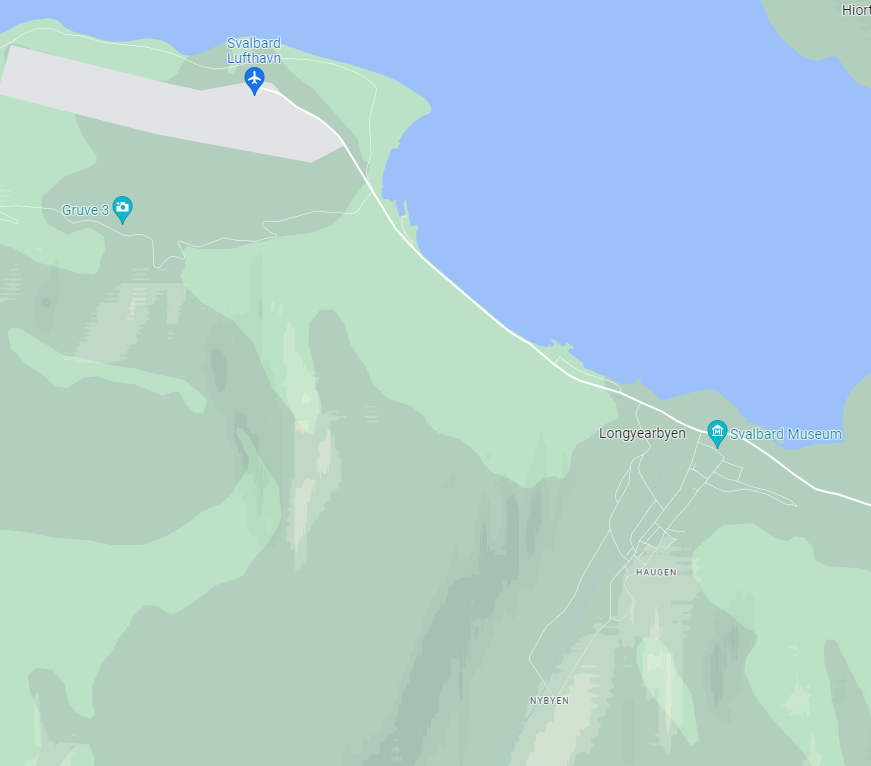 Hiort
Svalbard
Lufthavn
Gruve 3
Longyearbyen
Svalbard Museum
HAUGEN
NYBYEN